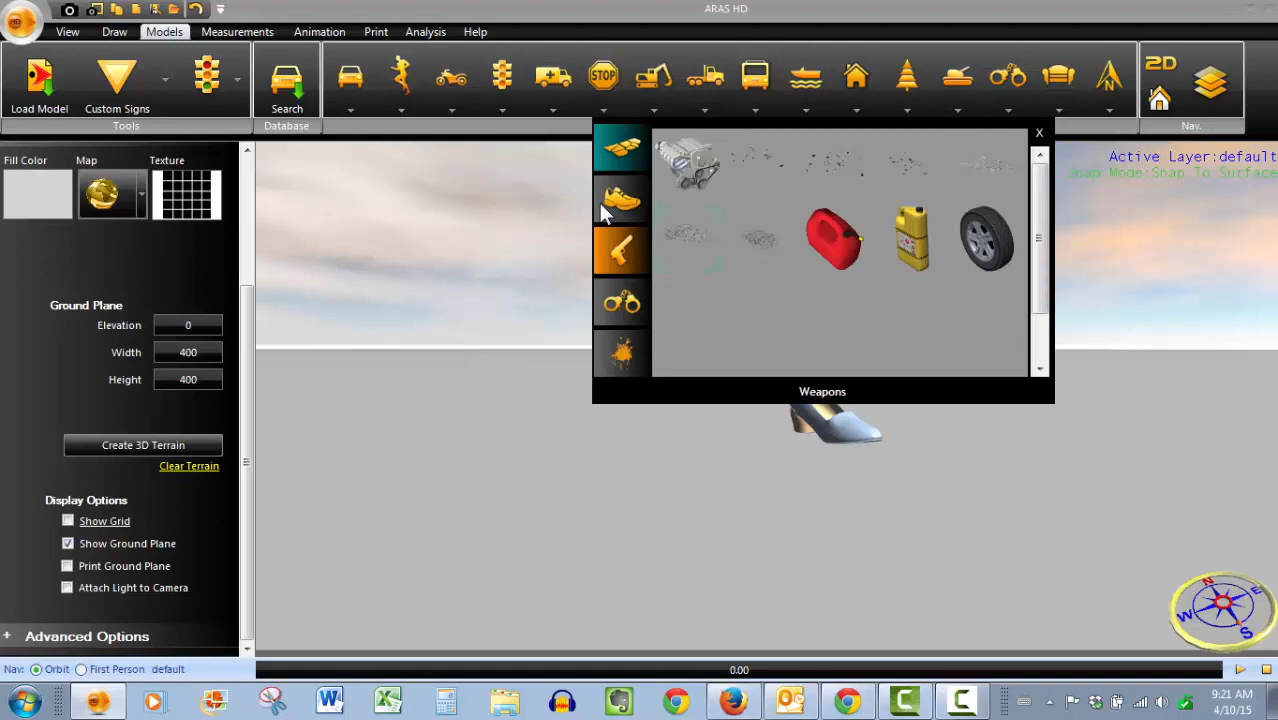 ARAS HD
HD
View Draw Models Measurements Animation Print Analysis Help
STOP
2D
Load Model Custom Signs Search
Tools Database Nav.
X
Fill Color Map Texture
Active Layer:default
Snap Mode:Snap To Surface
Ground Plane
Elevation 0
Width 400
Height 400
Weapons
Create 3D Terrain
Clear Terrain
Display Options
Show Grid
Show Ground Plane
Print Ground Plane
Attach Light to Camera
N
E
W
S
+ Advanced Options
Nav: Orbit First Person default 0.00
9:21 AM
4/10/15